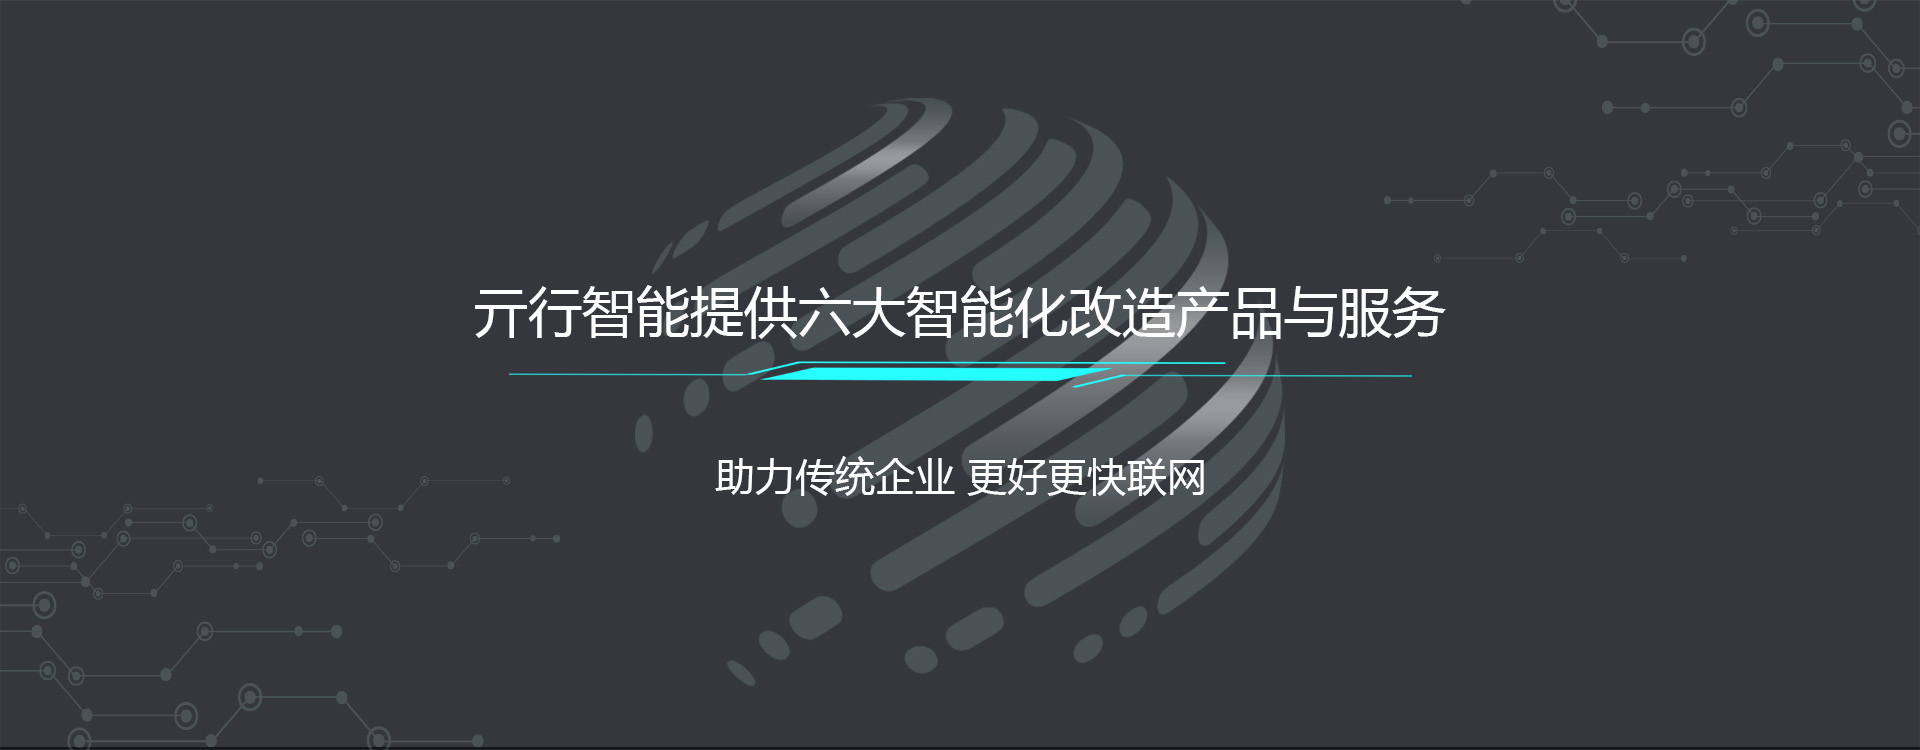 亓行智能提供六大智能化改造产品与服务
助力传统企业 更好更快联网